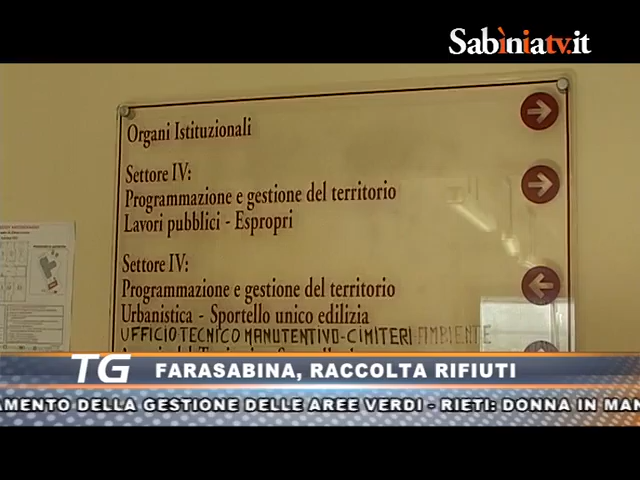 Sabìniatv.it
Organi Istituzionali
Settore IV:
Programmazione e gestione del territorio
Lavori pubblici - Espropri
Settore IV:
Programmazione e gestione del territorio
Urbanistica - Sportello unico edilizia
UFFICIO TECNICO MANUTENTIVO-CIMITERI-AMBIENTE
TG FARASABINA, RACCOLTA RIFIUTI
AMENTO DELLA GESTIONE DELLE AREE VERDI - RIETI: DONNA IN MAN